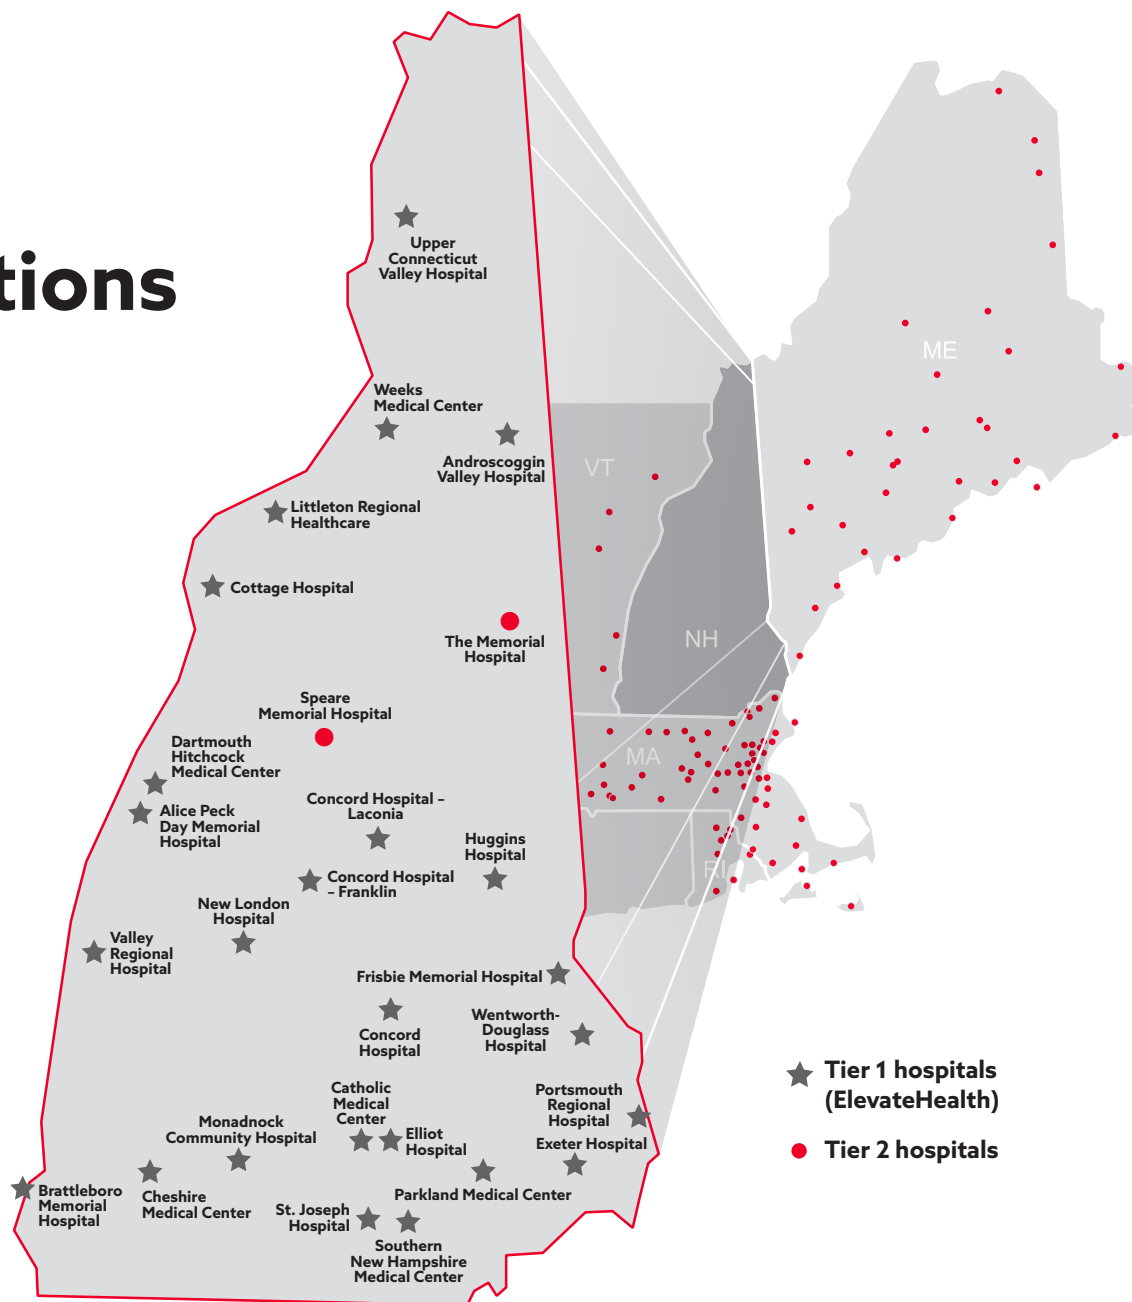 tions
Upper
Connecticut
Valley Hospital
Weeks
Medical Center
Androscoggin
Valley Hospital
Littleton Regional
Healthcare
Cottage Hospital
The Memorial
Hospital
Speare
Memorial Hospital
Dartmouth
Hitchcock
Medical Center
Alice Peck
Day Memorial
Hospital
Concord Hospital –
Laconia
Huggins
Hospital
Concord Hospital
– Franklin
New London
Hospital
Valley
Regional
Hospital
Frisbie Memorial Hospital
Concord
Hospital
Wentworth-
Douglass
Hospital
Catholic
Medical
Center
Elliot
Hospital
Portsmouth
Regional
Hospital
Exeter Hospital
Monadnock
Community Hospital
Parkland Medical Center
Brattleboro
Memorial
Hospital
Cheshire
Medical Center
St. Joseph
Hospital
Southern
New Hampshire
Medical Center
ME
VT
NH
MA
RI
Tier 1 hospitals
(ElevateHealth)
Tier 2 hospitals